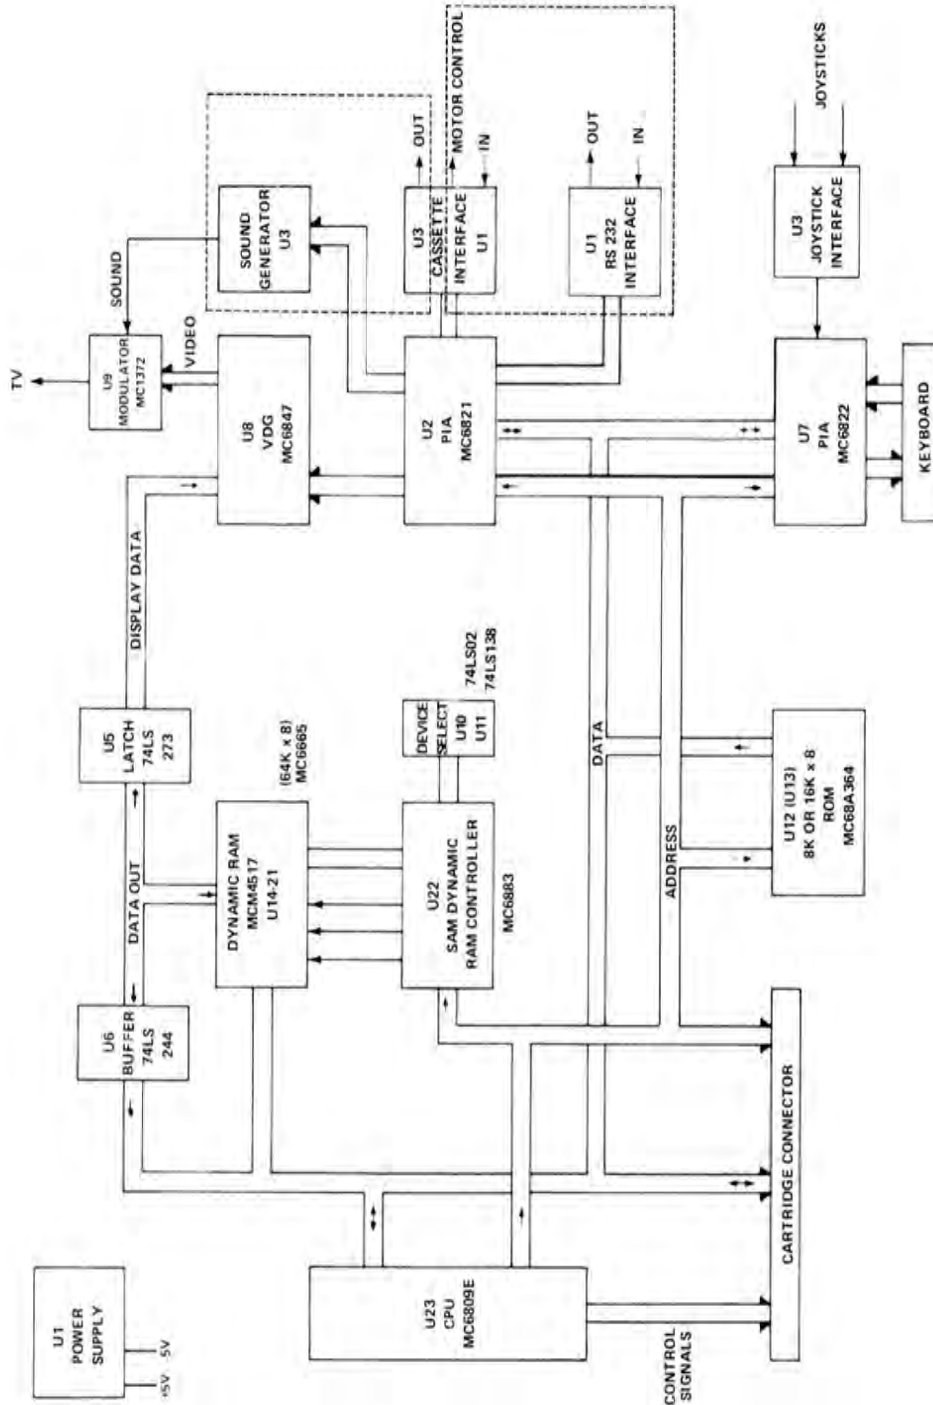 U1
POWER
SUPPLY
+5V
-5V
U6
BUFFER
74LS
244
DATA OUT
U5
LATCH
74LS
273
DISPLAY DATA
TV
U9
MODULATOR
MC1372
SOUND
VIDEO
SOUND
GENERATOR
U3
U8
VDG
MC6847
DYNAMIC RAM
MCM4517
U14-21
(64K x 8)
MC6665
U22
SAM DYNAMIC
RAM CONTROLLER
MC6883
DEVICE
SELECT
U10
U11
74LS02
74LS138
U2
PIA
MC6821
U3
CASSETTE
INTERFACE
U1
OUT
MOTOR CONTROL
IN
U1
RS 232
INTERFACE
OUT
IN
U23
CPU
MC6809E
CONTROL
SIGNALS
DATA
ADDRESS
CARTRIDGE CONNECTOR
U12 (U13)
8K OR 16K x 8
ROM
MC68A364
U7
PIA
MC6822
KEYBOARD
U3
JOYSTICK
INTERFACE
JOYSTICKS